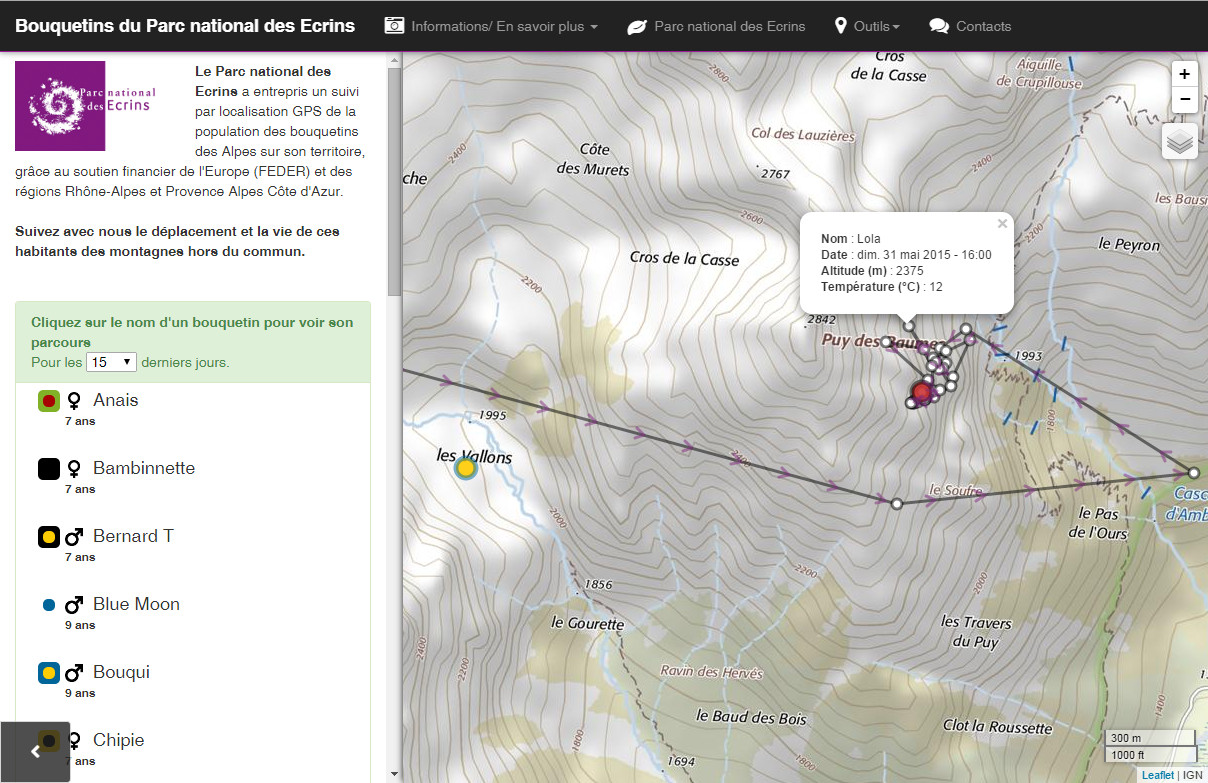 Bouquetins du Parc national des Ecrins
Informations/ En savoir plus
Parc national des Ecrins
Outils
Contacts
Parc national
des Ecrins
Le Parc national des
Ecrins a entrepris un suivi
par localisation GPS de la
population des bouquetins
des Alpes sur son territoire,
grâce au soutien financier de l'Europe (FEDER) et des
régions Rhône-Alpes et Provence Alpes Côte d'Azur.
Suivez avec nous le déplacement et la vie de ces
habitants des montagnes hors du commun.
Cliquez sur le nom d'un bouquetin pour voir son
parcours
Pour les 15 derniers jours.
♀ Anais
7 ans
♀ Bambinnette
7 ans
♂ Bernard T
7 ans
♂ Blue Moon
9 ans
♂ Bouqui
9 ans
♀ Chipie
7 ans
Cros
de la Casse
2800
Aiguille
de Crupillouse
+
−
Col des Lauzières
2400
Côte
des Murets
2767
2400
che
les Bausi
2600
2200
le Peyron
Cros de la Casse
2200
×
Nom : Lola
Date : dim. 31 mai 2015 - 16:00
Altitude (m) : 2375
Température (°C) : 12
2842
Puy des Baumes
1993
1995
1800
les Vallons
2400
le Soufre
Casc
d'Amb
le Pas
de l'Ours
2000
2200
1856
2000
le Gourette
les Travers
du Puy
2400
2200
Ravin des Hervés
le Baud des Bois
Clot la Roussette
1400
1800
1694
1800
300 m
1000 ft
Leaflet | IGN